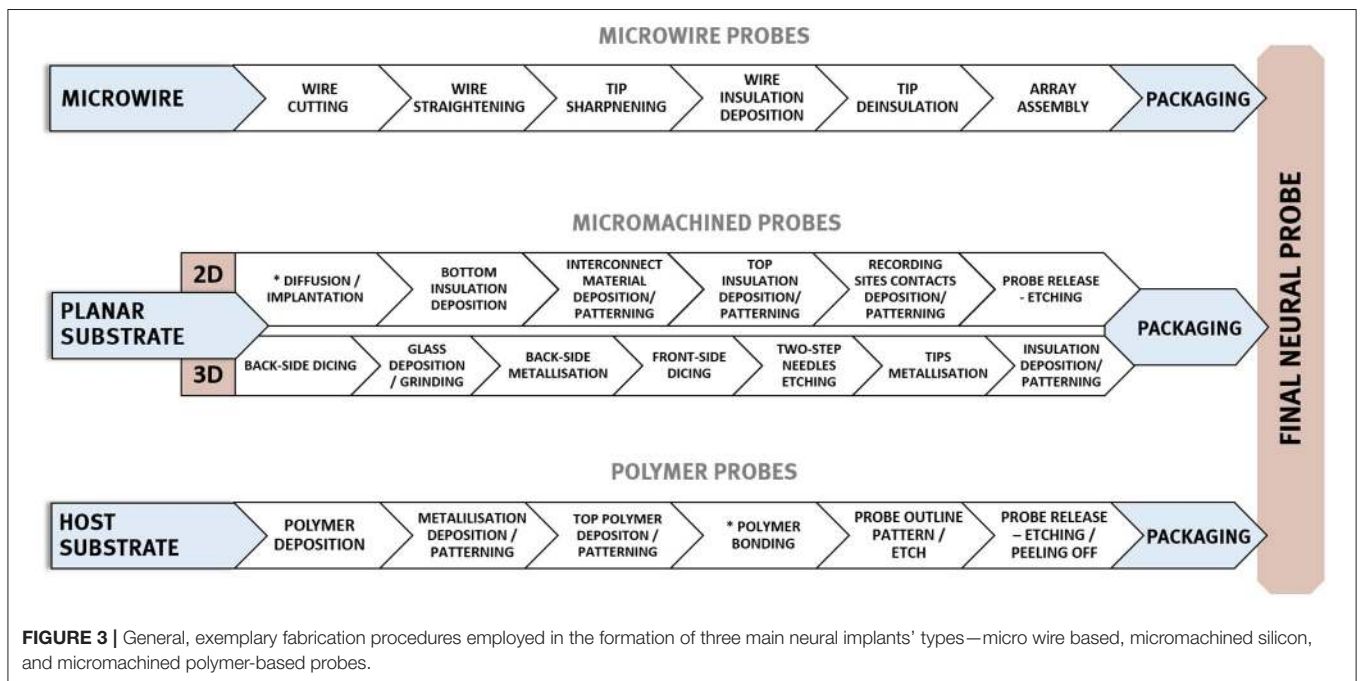 MICROWIRE PROBES
MICROWIRE
WIRE
CUTTING
WIRE
STRAIGHTENING
TIP
SHARPNENING
WIRE
INSULATION
DEPOSITION
TIP
DEINSULATION
ARRAY
ASSEMBLY
PACKAGING
MICROMACHINED PROBES
PLANAR
SUBSTRATE
2D
* DIFFUSION /
IMPLANTATION
BOTTOM
INSULATION
DEPOSITION
INTERCONNECT
MATERIAL
DEPOSITION/
PATTERNING
TOP
INSULATION
DEPOSITION/
PATTERNING
RECORDING
SITES CONTACTS
DEPOSITION/
PATTERNING
PROBE RELEASE
- ETCHING
3D
BACK-SIDE DICING
GLASS
DEPOSITION
/ GRINDING
BACK-SIDE
METALLISATION
FRONT-SIDE
DICING
TWO-STEP
NEEDLES
ETCHING
TIPS
METALLISATION
INSULATION
DEPOSITION/
PATTERNING
PACKAGING
POLYMER PROBES
HOST
SUBSTRATE
POLYMER
DEPOSITION
METALILISATION
DEPOSITION /
PATTERNING
TOP POLYMER
DEPOSITON /
PATTERNING
* POLYMER
BONDING
PROBE OUTLINE
PATTERN /
ETCH
PROBE RELEASE
– ETCHING /
PEELING OFF
PACKAGING
FINAL NEURAL PROBE
FIGURE 3 | General, exemplary fabrication procedures employed in the formation of three main neural implants' types—micro wire based, micromachined silicon,
and micromachined polymer-based probes.